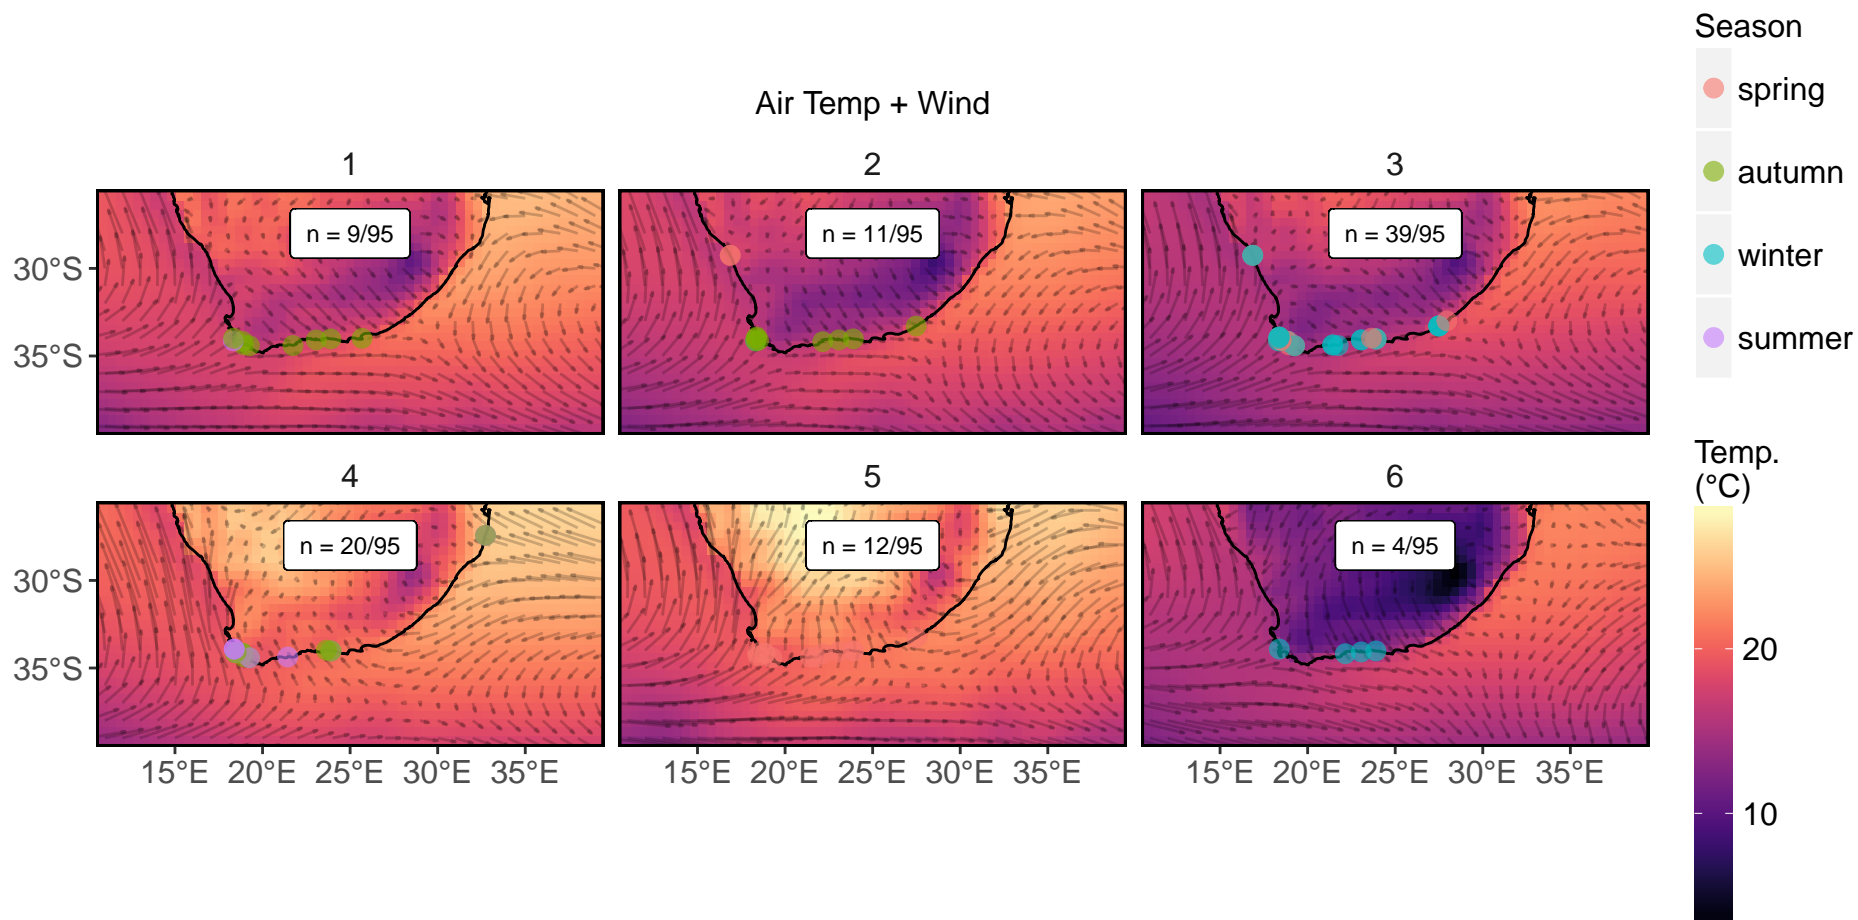 Air Temp + Wind
1
2
3
n = 9/95
n = 11/95
n = 39/95
30°S
35°S
4
5
6
n = 20/95
n = 12/95
n = 4/95
30°S
35°S
15°E 20°E 25°E 30°E 35°E
15°E 20°E 25°E 30°E 35°E
15°E 20°E 25°E 30°E 35°E
Season
spring
autumn
winter
summer
Temp.
(°C)
20
10